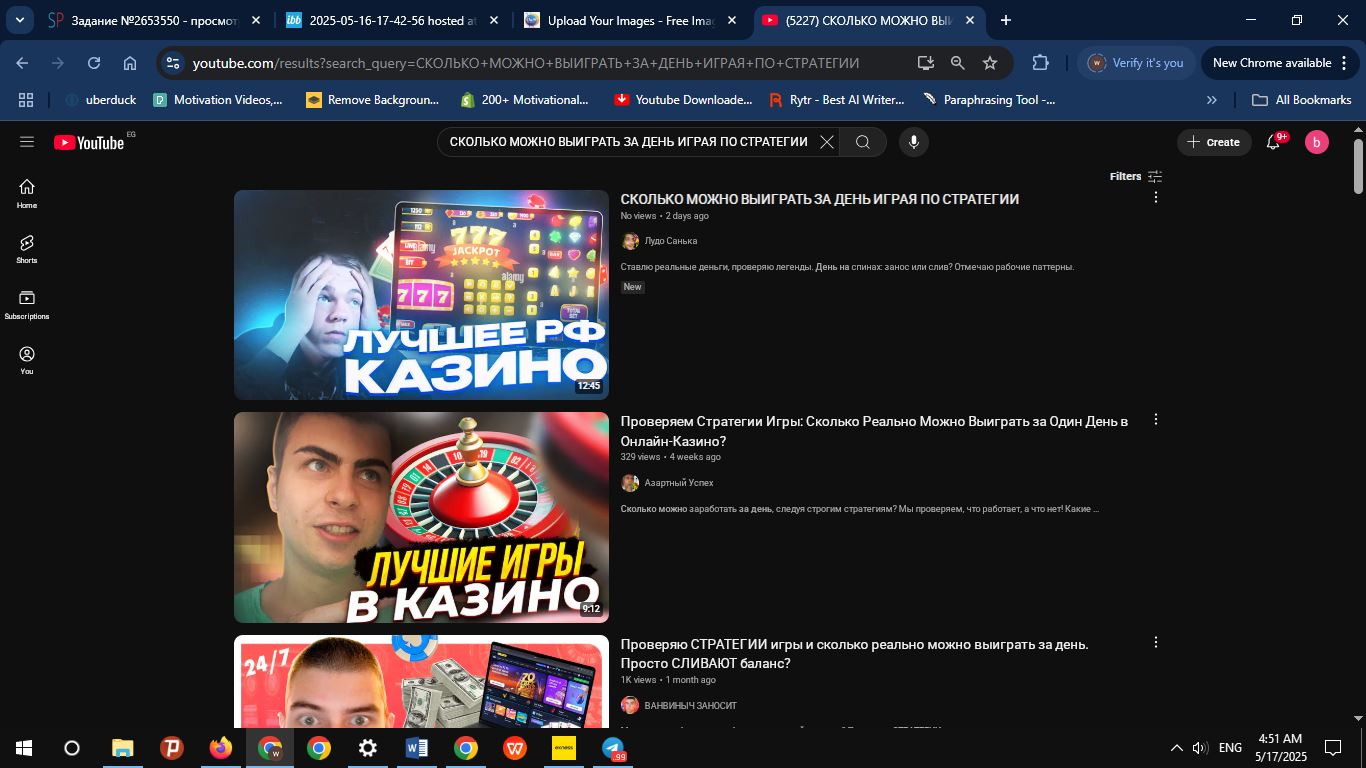 Задание №2653550 - просмотр
2025-05-16-17-42-56 hosted at
Upload Your Images - Free Imag
(5227) СКОЛЬКО МОЖНО ВЫИ
youtube.com/results?search_query=СКОЛЬКО+МОЖНО+ВЫИГРАТЬ+ЗА+ДЕНЬ+ИГРАЯ+ПО+СТРАТЕГИИ
Verify it's you
New Chrome available
uberduck
Motivation Videos,...
Remove Backgroun...
200+ Motivational...
Youtube Downloade...
Rytr - Best AI Writer...
Paraphrasing Tool -...
All Bookmarks
YouTube EG
СКОЛЬКО МОЖНО ВЫИГРАТЬ ЗА ДЕНЬ ИГРАЯ ПО СТРАТЕГИИ
Create
9+
b
Home
Shorts
Subscriptions
You
Filters
777
JACKPOT
alamy
alamy
777
ЛУЧШЕЕ РФ
КАЗИНО
12:45
СКОЛЬКО МОЖНО ВЫИГРАТЬ ЗА ДЕНЬ ИГРАЯ ПО СТРАТЕГИИ
No views • 2 days ago
Лудо Санька
Ставлю реальные деньги, проверяю легенды. День на спинах: занос или слив? Отмечаю рабочие паттерны.
New
ЛУЧШИЕ ИГРЫ
В КАЗИНО
9:12
Проверяем Стратегии Игры: Сколько Реально Можно Выиграть за Один День в
Онлайн-Казино?
329 views • 4 weeks ago
Азартный Успех
Сколько можно заработать за день, следуя строгим стратегиям? Мы проверяем, что работает, а что нет! Какие ...
24/7
Проверяю СТРАТЕГИИ игры и сколько реально можно выиграть за день.
Просто СЛИВАЮТ баланс?
1K views • 1 month ago
ВАНВИНЫЧ ЗАНОСИТ
exness
99
ENG
4:51 AM
5/17/2025